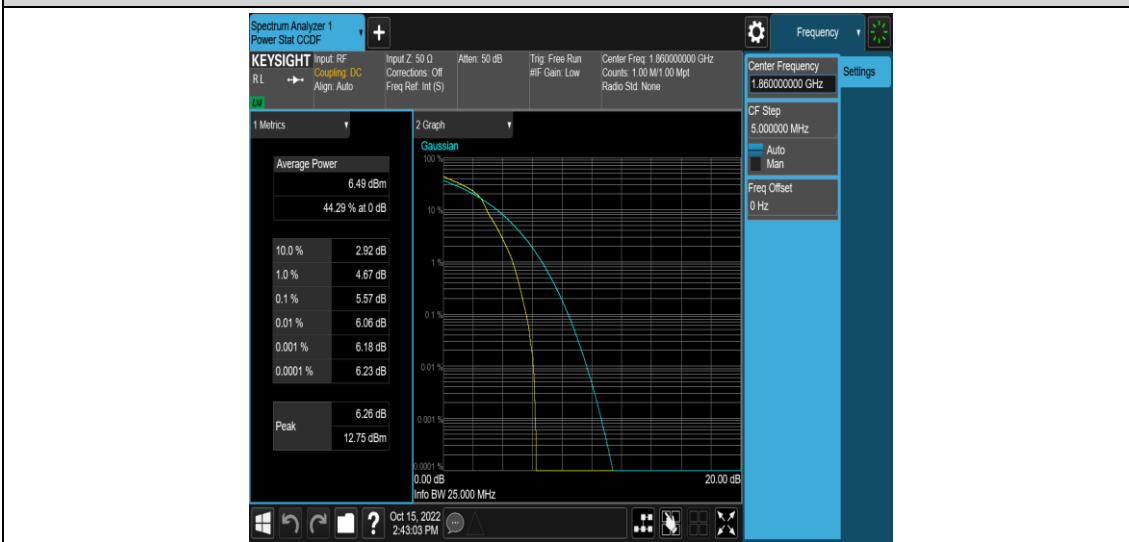 Spectrum Analyzer 1
Power Stat CCDF
+
Frequency
KEYSIGHT
Input: RF
Coupling: DC
Align: Auto
RL
LXI
Input Z: 50 Ω
Corrections: Off
Freq Ref: Int (S)
Atten: 50 dB
Trig: Free Run
#IF Gain: Low
Center Freq: 1.860000000 GHz
Counts: 1.00 M/1.00 Mpt
Radio Std: None
Center Frequency
1.860000000 GHz
Settings
CF Step
5.000000 MHz
Auto
Man
Freq Offset
0 Hz
1 Metrics
Average Power
6.49 dBm
44.29 % at 0 dB
10.0 % 2.92 dB
1.0 % 4.67 dB
0.1 % 5.57 dB
0.01 % 6.06 dB
0.001 % 6.18 dB
0.0001 % 6.23 dB
Peak
6.26 dB
12.75 dBm
2 Graph
Gaussian
100 %
10 %
1 %
0.1 %
0.01 %
0.001 %
0.0001 %
0.00 dB 20.00 dB
Info BW 25.000 MHz
?
Oct 15, 2022
2:43:03 PM